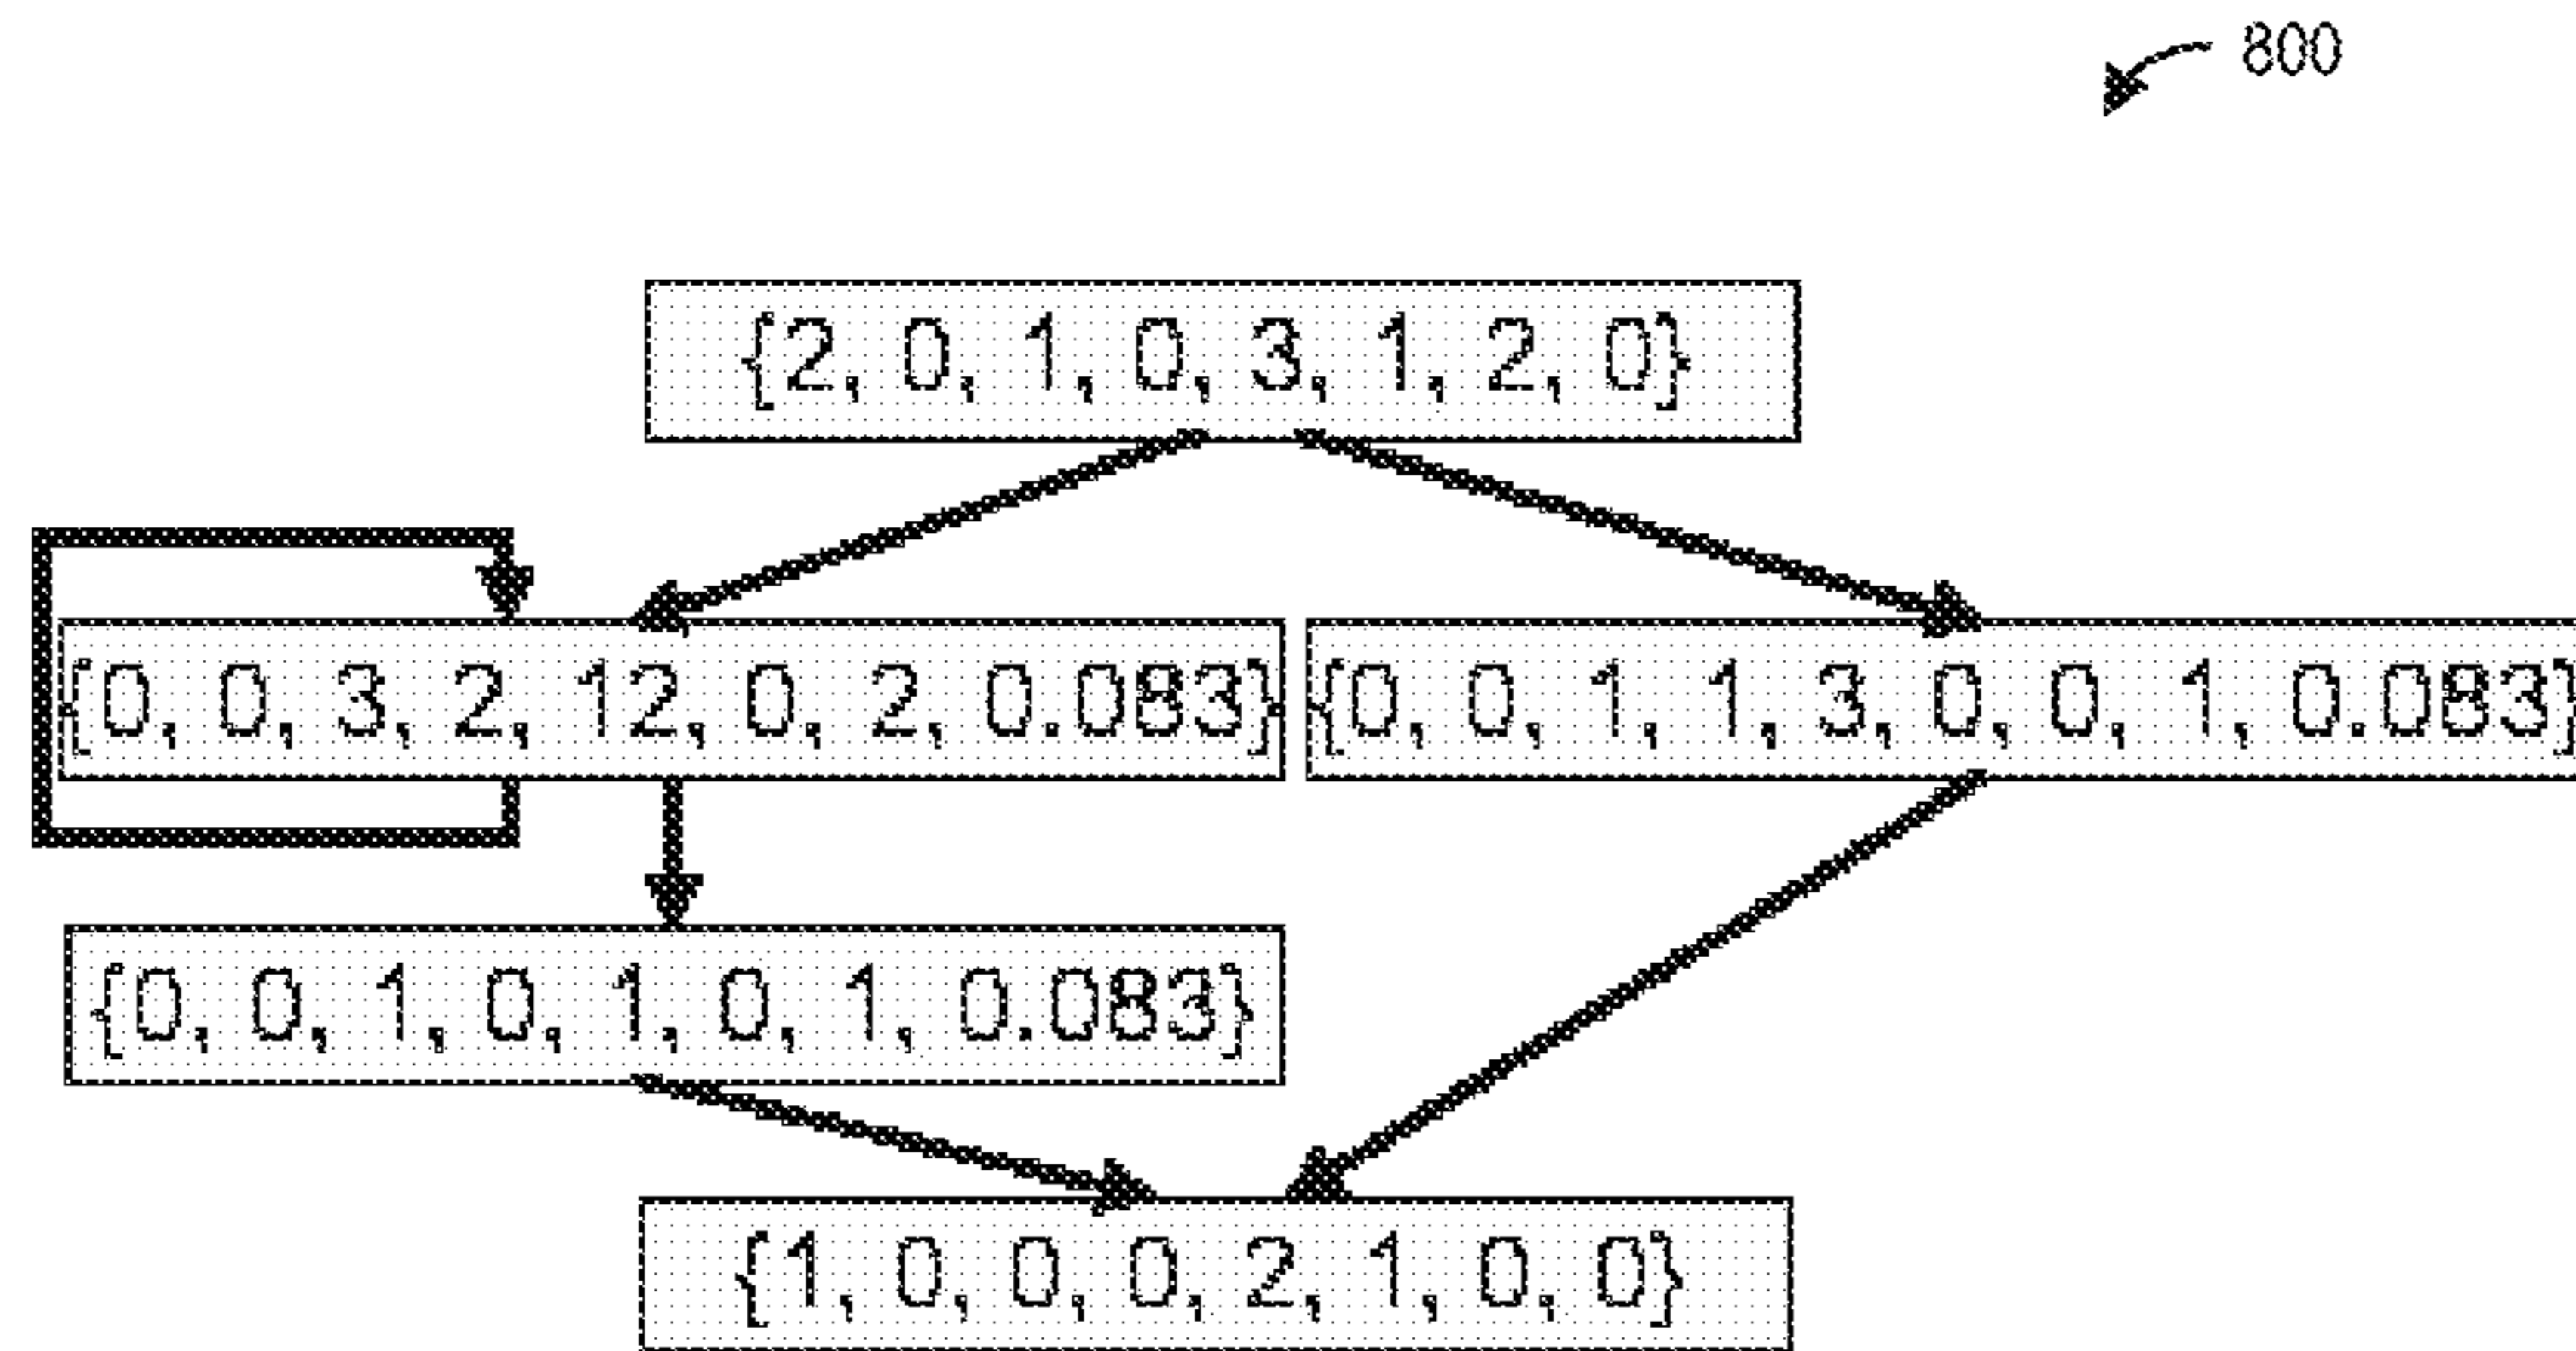 800
{2, 0, 1, 0, 3, 1, 2, 0}
{0, 0, 3, 2, 12, 0, 2, 0.083}
{0, 0, 1, 1, 3, 0, 0, 1, 0.083}
{0, 0, 1, 0, 1, 0, 1, 0.083}
{1, 0, 0, 0, 2, 1, 0, 0}